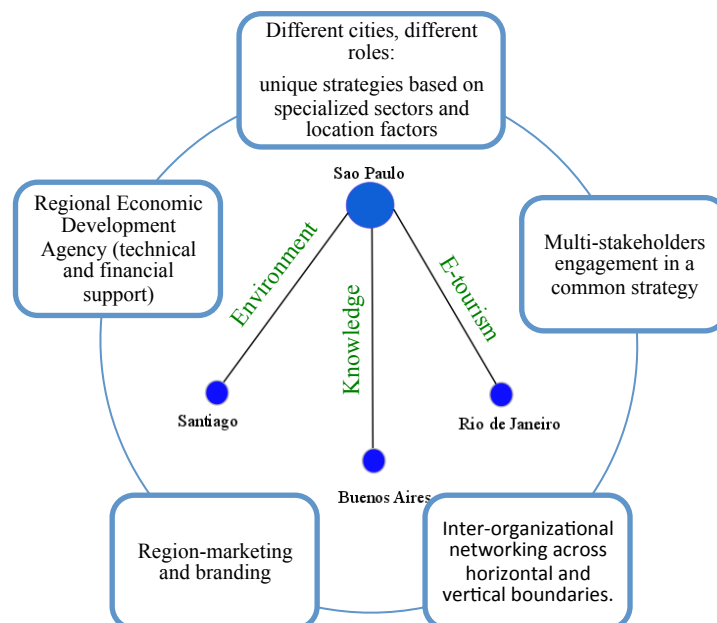 Different cities, different
roles:
unique strategies based on
specialized sectors and
location factors
Sao Paulo
Regional Economic
Development
Agency (technical
and financial
support)
Multi-stakeholders
engagement in a
common strategy
Environment
Knowledge
E-tourism
Santiago
Rio de Janeiro
Buenos Aires
Region-marketing
and branding
Inter-organizational
networking across
horizontal and
vertical boundaries.